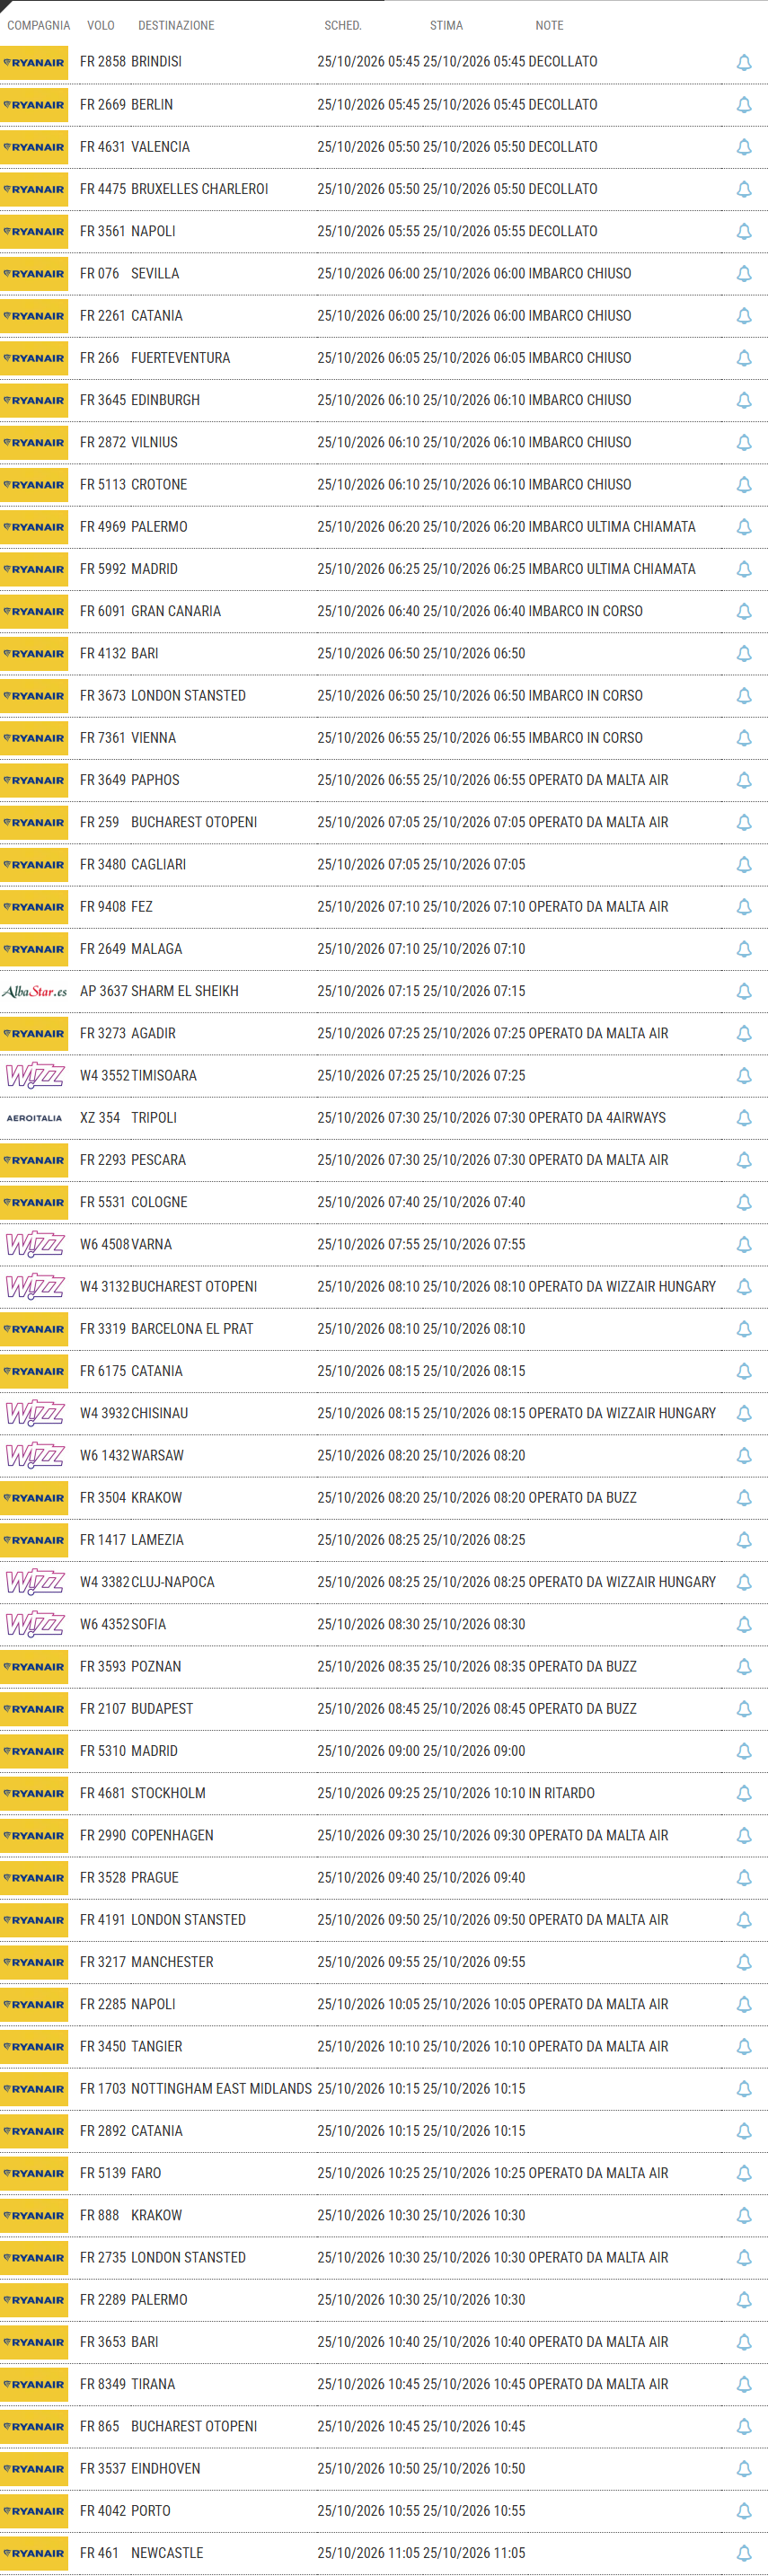 COMPAGNIA VOLO DESTINAZIONE SCHED. STIMA NOTE
RYANAIR FR 2858 BRINDISI 25/10/2026 05:45 25/10/2026 05:45 DECOLLATO
RYANAIR FR 2669 BERLIN 25/10/2026 05:45 25/10/2026 05:45 DECOLLATO
RYANAIR FR 4631 VALENCIA 25/10/2026 05:50 25/10/2026 05:50 DECOLLATO
RYANAIR FR 4475 BRUXELLES CHARLEROI 25/10/2026 05:50 25/10/2026 05:50 DECOLLATO
RYANAIR FR 3561 NAPOLI 25/10/2026 05:55 25/10/2026 05:55 DECOLLATO
RYANAIR FR 076 SEVILLA 25/10/2026 06:00 25/10/2026 06:00 IMBARCO CHIUSO
RYANAIR FR 2261 CATANIA 25/10/2026 06:00 25/10/2026 06:00 IMBARCO CHIUSO
RYANAIR FR 266 FUERTEVENTURA 25/10/2026 06:05 25/10/2026 06:05 IMBARCO CHIUSO
RYANAIR FR 3645 EDINBURGH 25/10/2026 06:10 25/10/2026 06:10 IMBARCO CHIUSO
RYANAIR FR 2872 VILNIUS 25/10/2026 06:10 25/10/2026 06:10 IMBARCO CHIUSO
RYANAIR FR 5113 CROTONE 25/10/2026 06:10 25/10/2026 06:10 IMBARCO CHIUSO
RYANAIR FR 4969 PALERMO 25/10/2026 06:20 25/10/2026 06:20 IMBARCO ULTIMA CHIAMATA
RYANAIR FR 5992 MADRID 25/10/2026 06:25 25/10/2026 06:25 IMBARCO ULTIMA CHIAMATA
RYANAIR FR 6091 GRAN CANARIA 25/10/2026 06:40 25/10/2026 06:40 IMBARCO IN CORSO
RYANAIR FR 4132 BARI 25/10/2026 06:50 25/10/2026 06:50
RYANAIR FR 3673 LONDON STANSTED 25/10/2026 06:50 25/10/2026 06:50 IMBARCO IN CORSO
RYANAIR FR 7361 VIENNA 25/10/2026 06:55 25/10/2026 06:55 IMBARCO IN CORSO
RYANAIR FR 3649 PAPHOS 25/10/2026 06:55 25/10/2026 06:55 OPERATO DA MALTA AIR
RYANAIR FR 259 BUCHAREST OTOPENI 25/10/2026 07:05 25/10/2026 07:05 OPERATO DA MALTA AIR
RYANAIR FR 3480 CAGLIARI 25/10/2026 07:05 25/10/2026 07:05
RYANAIR FR 9408 FEZ 25/10/2026 07:10 25/10/2026 07:10 OPERATO DA MALTA AIR
RYANAIR FR 2649 MALAGA 25/10/2026 07:10 25/10/2026 07:10
AlbaStar.es AP 3637 SHARM EL SHEIKH 25/10/2026 07:15 25/10/2026 07:15
RYANAIR FR 3273 AGADIR 25/10/2026 07:25 25/10/2026 07:25 OPERATO DA MALTA AIR
WIZZ W4 3552 TIMISOARA 25/10/2026 07:25 25/10/2026 07:25
AEROITALIA XZ 354 TRIPOLI 25/10/2026 07:30 25/10/2026 07:30 OPERATO DA 4AIRWAYS
RYANAIR FR 2293 PESCARA 25/10/2026 07:30 25/10/2026 07:30 OPERATO DA MALTA AIR
RYANAIR FR 5531 COLOGNE 25/10/2026 07:40 25/10/2026 07:40
WIZZ W6 4508 VARNA 25/10/2026 07:55 25/10/2026 07:55
WIZZ W4 3132 BUCHAREST OTOPENI 25/10/2026 08:10 25/10/2026 08:10 OPERATO DA WIZZAIR HUNGARY
RYANAIR FR 3319 BARCELONA EL PRAT 25/10/2026 08:10 25/10/2026 08:10
RYANAIR FR 6175 CATANIA 25/10/2026 08:15 25/10/2026 08:15
WIZZ W4 3932 CHISINAU 25/10/2026 08:15 25/10/2026 08:15 OPERATO DA WIZZAIR HUNGARY
WIZZ W6 1432 WARSAW 25/10/2026 08:20 25/10/2026 08:20
RYANAIR FR 3504 KRAKOW 25/10/2026 08:20 25/10/2026 08:20 OPERATO DA BUZZ
RYANAIR FR 1417 LAMEZIA 25/10/2026 08:25 25/10/2026 08:25
WIZZ W4 3382 CLUJ-NAPOCA 25/10/2026 08:25 25/10/2026 08:25 OPERATO DA WIZZAIR HUNGARY
WIZZ W6 4352 SOFIA 25/10/2026 08:30 25/10/2026 08:30
RYANAIR FR 3593 POZNAN 25/10/2026 08:35 25/10/2026 08:35 OPERATO DA BUZZ
RYANAIR FR 2107 BUDAPEST 25/10/2026 08:45 25/10/2026 08:45 OPERATO DA BUZZ
RYANAIR FR 5310 MADRID 25/10/2026 09:00 25/10/2026 09:00
RYANAIR FR 4681 STOCKHOLM 25/10/2026 09:25 25/10/2026 10:10 IN RITARDO
RYANAIR FR 2990 COPENHAGEN 25/10/2026 09:30 25/10/2026 09:30 OPERATO DA MALTA AIR
RYANAIR FR 3528 PRAGUE 25/10/2026 09:40 25/10/2026 09:40
RYANAIR FR 4191 LONDON STANSTED 25/10/2026 09:50 25/10/2026 09:50 OPERATO DA MALTA AIR
RYANAIR FR 3217 MANCHESTER 25/10/2026 09:55 25/10/2026 09:55
RYANAIR FR 2285 NAPOLI 25/10/2026 10:05 25/10/2026 10:05 OPERATO DA MALTA AIR
RYANAIR FR 3450 TANGIER 25/10/2026 10:10 25/10/2026 10:10 OPERATO DA MALTA AIR
RYANAIR FR 1703 NOTTINGHAM EAST MIDLANDS 25/10/2026 10:15 25/10/2026 10:15
RYANAIR FR 2892 CATANIA 25/10/2026 10:15 25/10/2026 10:15
RYANAIR FR 5139 FARO 25/10/2026 10:25 25/10/2026 10:25 OPERATO DA MALTA AIR
RYANAIR FR 888 KRAKOW 25/10/2026 10:30 25/10/2026 10:30
RYANAIR FR 2735 LONDON STANSTED 25/10/2026 10:30 25/10/2026 10:30 OPERATO DA MALTA AIR
RYANAIR FR 2289 PALERMO 25/10/2026 10:30 25/10/2026 10:30
RYANAIR FR 3653 BARI 25/10/2026 10:40 25/10/2026 10:40 OPERATO DA MALTA AIR
RYANAIR FR 8349 TIRANA 25/10/2026 10:45 25/10/2026 10:45 OPERATO DA MALTA AIR
RYANAIR FR 865 BUCHAREST OTOPENI 25/10/2026 10:45 25/10/2026 10:45
RYANAIR FR 3537 EINDHOVEN 25/10/2026 10:50 25/10/2026 10:50
RYANAIR FR 4042 PORTO 25/10/2026 10:55 25/10/2026 10:55
RYANAIR FR 461 NEWCASTLE 25/10/2026 11:05 25/10/2026 11:05